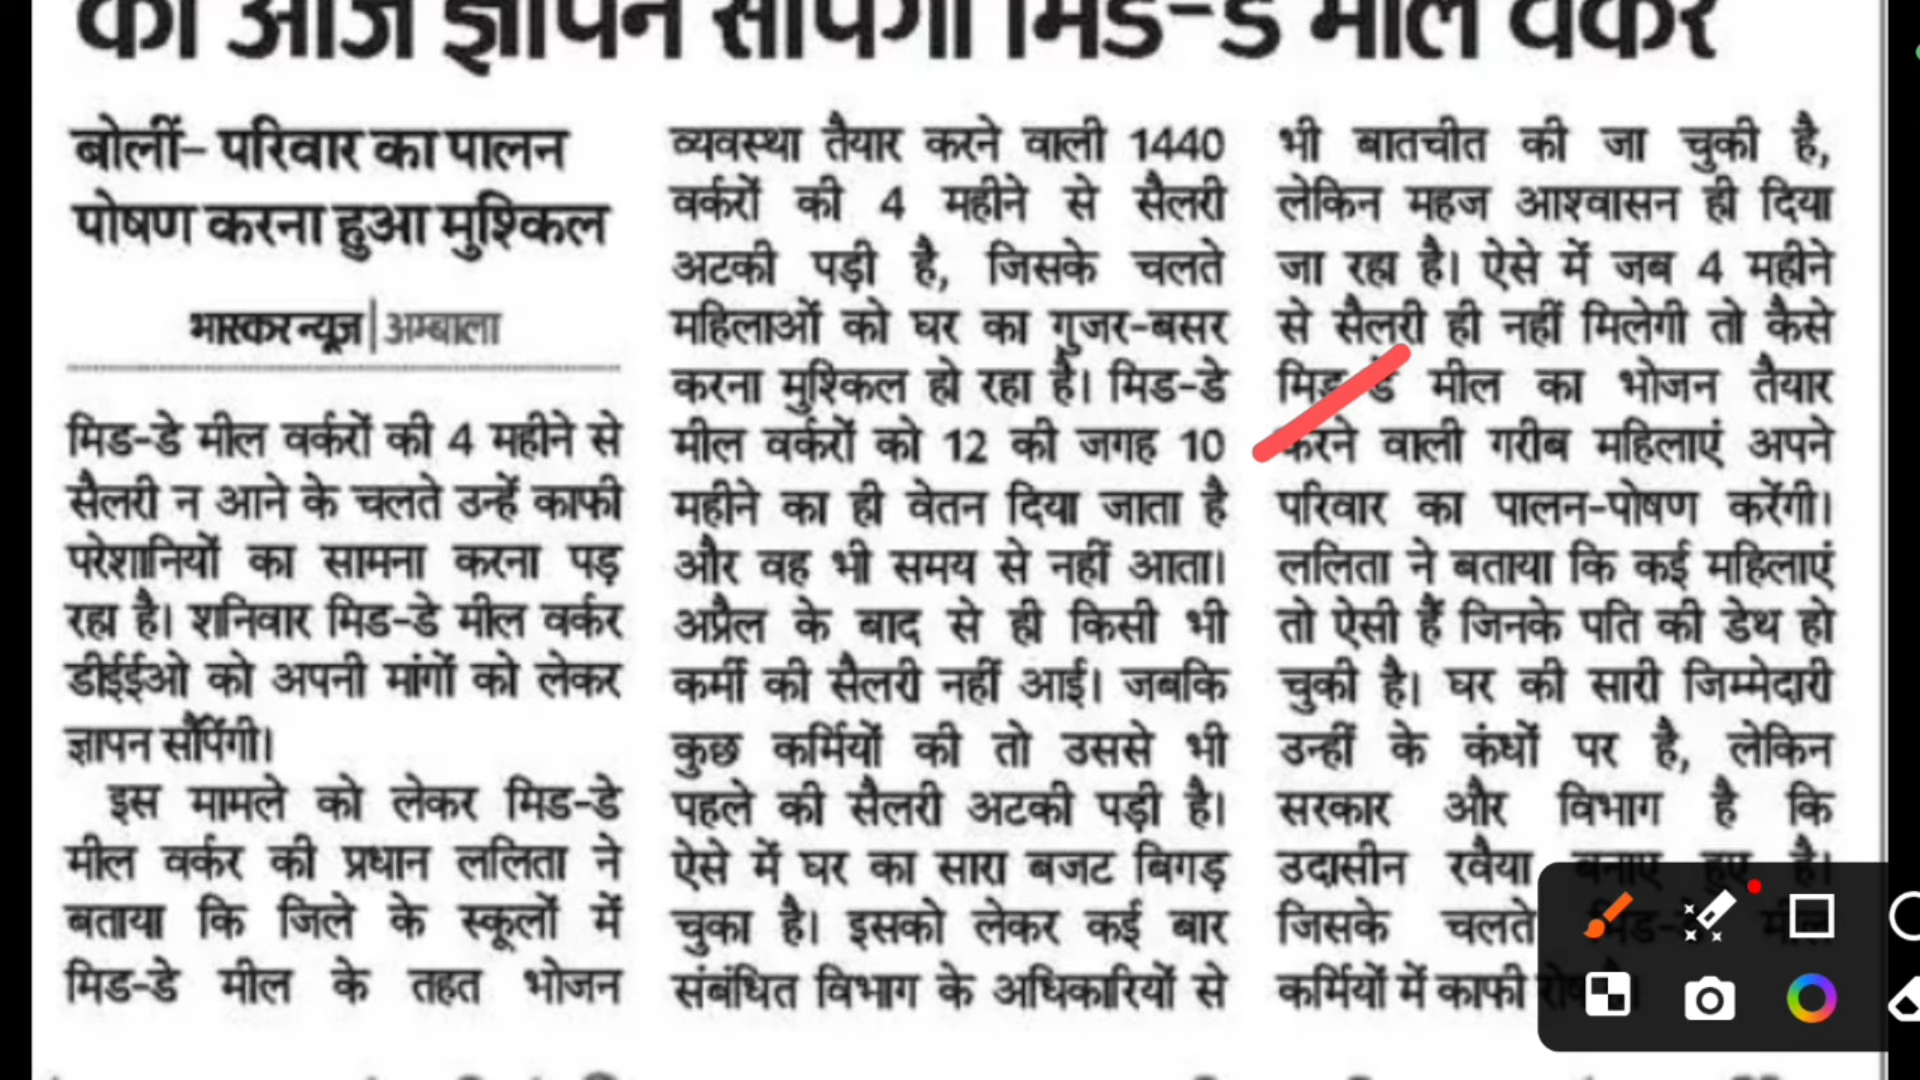 को आज ज्ञापन सौंपेंगी मिड-डे मील वर्कर
बोलीं- परिवार का पालन
पोषण करना हुआ मुश्किल
भास्कर न्यूज | अम्बाला
मिड-डे मील वर्करों की 4 महीने से
सैलरी न आने के चलते उन्हें काफी
परेशानियों का सामना करना पड़
रहा है। शनिवार मिड-डे मील वर्कर
डीईईओ को अपनी मांगों को लेकर
ज्ञापन सौंपेंगी।
इस मामले को लेकर मिड-डे
मील वर्कर की प्रधान ललिता ने
बताया कि जिले के स्कूलों में
मिड-डे मील के तहत भोजन
व्यवस्था तैयार करने वाली 1440
वर्करों की 4 महीने से सैलरी
अटकी पड़ी है, जिसके चलते
महिलाओं को घर का गुजर-बसर
करना मुश्किल हो रहा है। मिड-डे
मील वर्करों को 12 की जगह 10
महीने का ही वेतन दिया जाता है
और वह भी समय से नहीं आता।
अप्रैल के बाद से ही किसी भी
कर्मी की सैलरी नहीं आई। जबकि
कुछ कर्मियों की तो उससे भी
पहले की सैलरी अटकी पड़ी है।
ऐसे में घर का सारा बजट बिगड़
चुका है। इसको लेकर कई बार
संबंधित विभाग के अधिकारियों से
भी बातचीत की जा चुकी है,
लेकिन महज आश्वासन ही दिया
जा रहा है। ऐसे में जब 4 महीने
से सैलरी ही नहीं मिलेगी तो कैसे
मिड-डे मील का भोजन तैयार
करने वाली गरीब महिलाएं अपने
परिवार का पालन-पोषण करेंगी।
ललिता ने बताया कि कई महिलाएं
तो ऐसी हैं जिनके पति की डेथ हो
चुकी है। घर की सारी जिम्मेदारी
उन्हीं के कंधों पर है, लेकिन
सरकार और विभाग है कि
उदासीन रवैया बनाए हुए है।
जिसके चलते मिड-डे मील
कर्मियों में काफी रोष